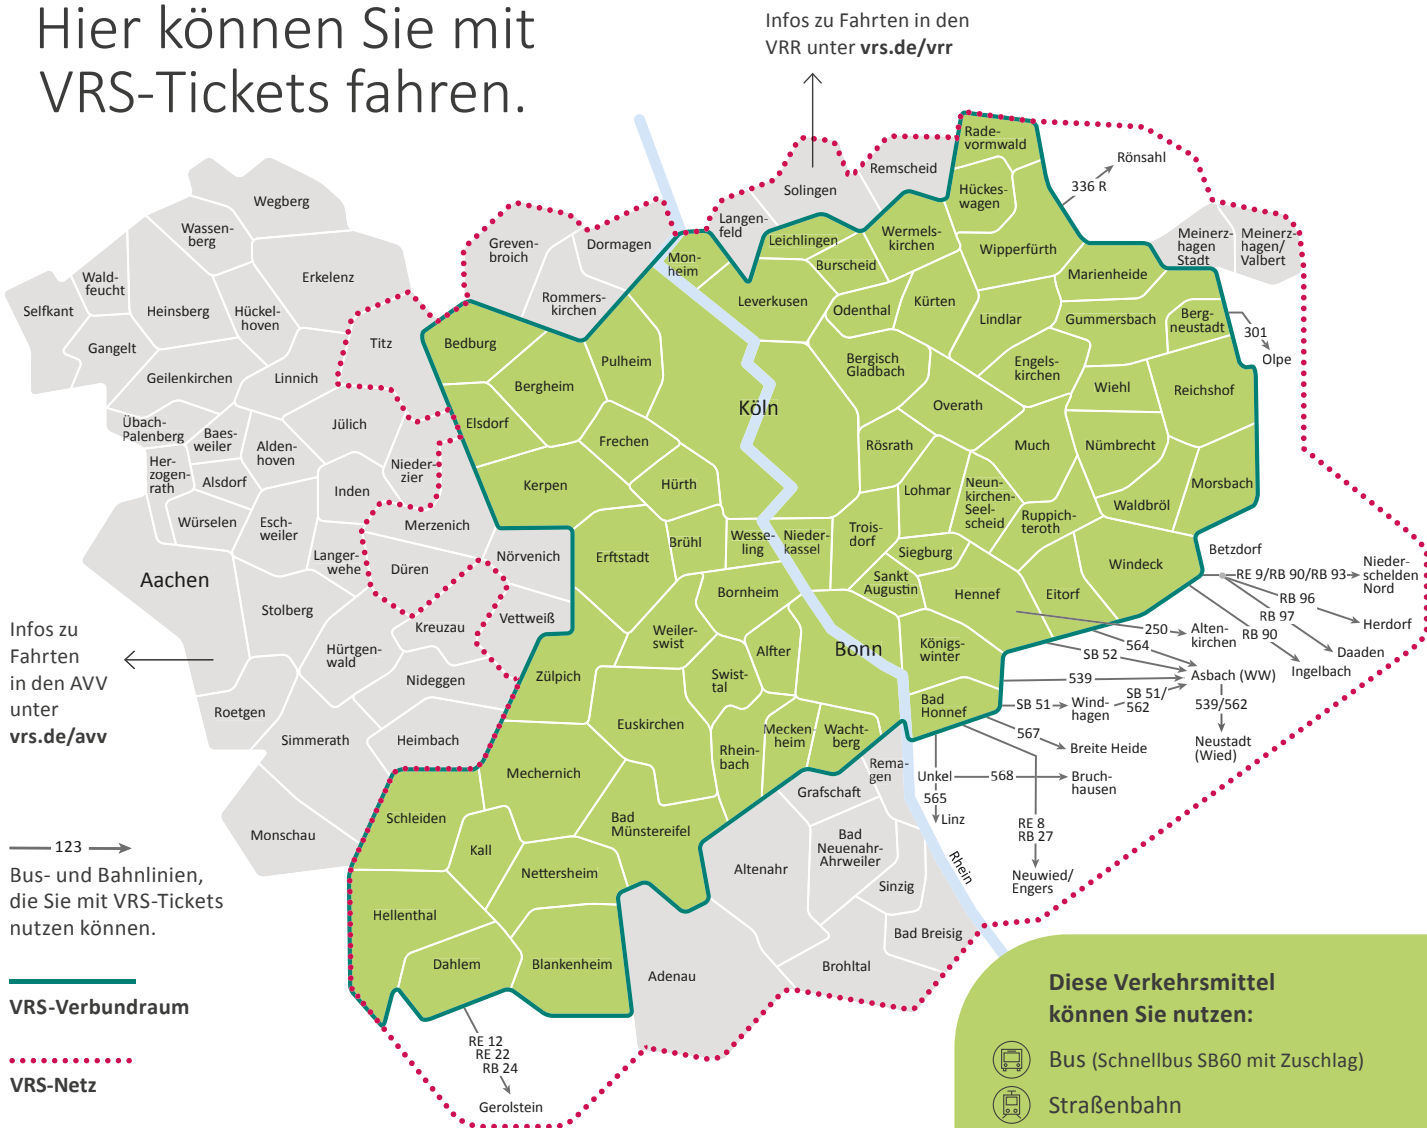 Hier können Sie mit
VRS-Tickets fahren.
Infos zu Fahrten in den
VRR unter vrs.de/vrr
Rade-
vormwald
Rönsahl
336 R
Remscheid
Solingen
Hückes-
wagen
Langen-
feld
Wegberg
Wassen-
berg
Greven-
broich
Dormagen
Leichlingen
Wermels-
kirchen
Wipperfürth
Meinerz-
hagen
Stadt
Meinerz-
hagen/
Valbert
Mon-
heim
Burscheid
Marienheide
Wald-
feucht
Erkelenz
Rommers-
kirchen
Leverkusen
Odenthal
Kürten
Lindlar
Gummersbach
Berg-
neustadt
301
Olpe
Selfkant
Heinsberg
Hückel-
hoven
Titz
Bedburg
Gangelt
Pulheim
Bergisch
Gladbach
Engels-
kirchen
Geilenkirchen
Linnich
Bergheim
Wiehl
Reichshof
Köln
Overath
Übach-
Palenberg
Baes-
weiler
Alden-
hoven
Jülich
Elsdorf
Frechen
Rösrath
Much
Nümbrecht
Her-
zogen-
rath
Alsdorf
Inden
Nieder-
zier
Kerpen
Hürth
Lohmar
Neun-
kirchen-
Seel-
scheid
Morsbach
Waldbröl
Würselen
Esch-
weiler
Merzenich
Ruppich-
teroth
Langer-
wehe
Düren
Nörvenich
Erftstadt
Brühl
Wesse-
ling
Nieder-
kassel
Trois-
dorf
Siegburg
Windeck
Betzdorf
RE 9/RB 90/RB 93
Nieder-
schelden
Nord
Aachen
Sankt
Augustin
Hennef
Eitorf
RB 96
Herdorf
RB 97
Daaden
RB 90
Ingelbach
Stolberg
Vettweiß
Bornheim
Kreuzau
Weiler-
swist
Alfter
Bonn
Königs-
winter
250
Alten-
kirchen
564
SB 52
Asbach (WW)
539
Infos zu
Fahrten
in den AVV
unter
vrs.de/avv
Hürtgen-
wald
Nideggen
Zülpich
Swist-
tal
Bad
Honnef
SB 51
Wind-
hagen
SB 51/
562
539/562
Neustadt
(Wied)
Roetgen
Simmerath
Heimbach
Euskirchen
Rhein-
bach
Mecken-
heim
Wacht-
berg
567
Breite Heide
Mechernich
Rema-
gen
Unkel
568
Bruch-
hausen
565
Linz
Grafschaft
Schleiden
Bad
Münstereifel
RE 8
RB 27
Monschau
Kall
Bad
Neuenahr-
Ahrweiler
Rhein
Neuwied/
Engers
123
Bus- und Bahnlinien,
die Sie mit VRS-Tickets
nutzen können.
Nettersheim
Altenahr
Sinzig
Hellenthal
Bad Breisig
Dahlem
Blankenheim
Adenau
Brohltal
VRS-Verbundraum
RE 12
RE 22
RB 24
Gerolstein
VRS-Netz
Diese Verkehrsmittel
können Sie nutzen:
Bus (Schnellbus SB60 mit Zuschlag)
Straßenbahn